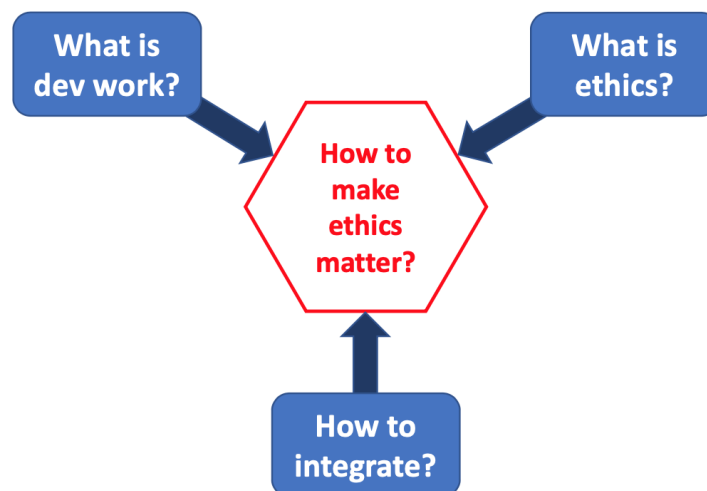 What is
dev work?
What is
ethics?
How to
make
ethics
matter?
How to
integrate?